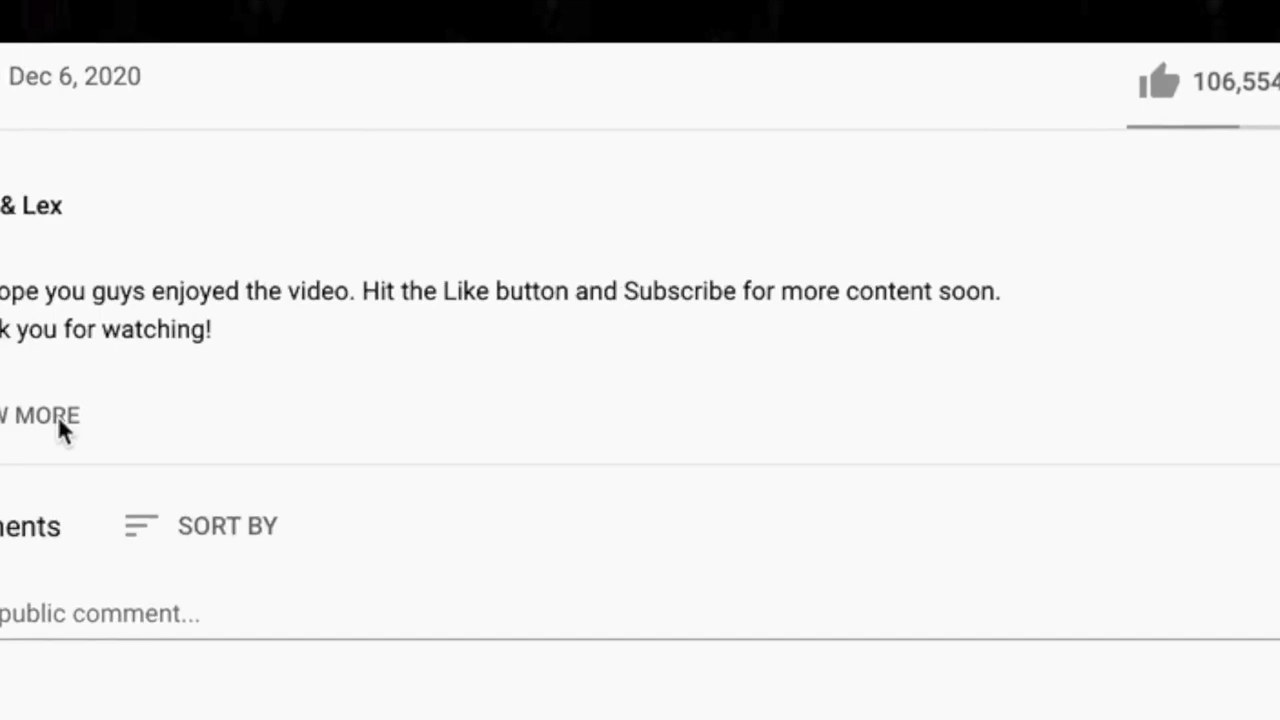 Dec 6, 2020
106,554
& Lex
ope you guys enjoyed the video. Hit the Like button and Subscribe for more content soon.
k you for watching!
W MORE
ments
SORT BY
public comment...